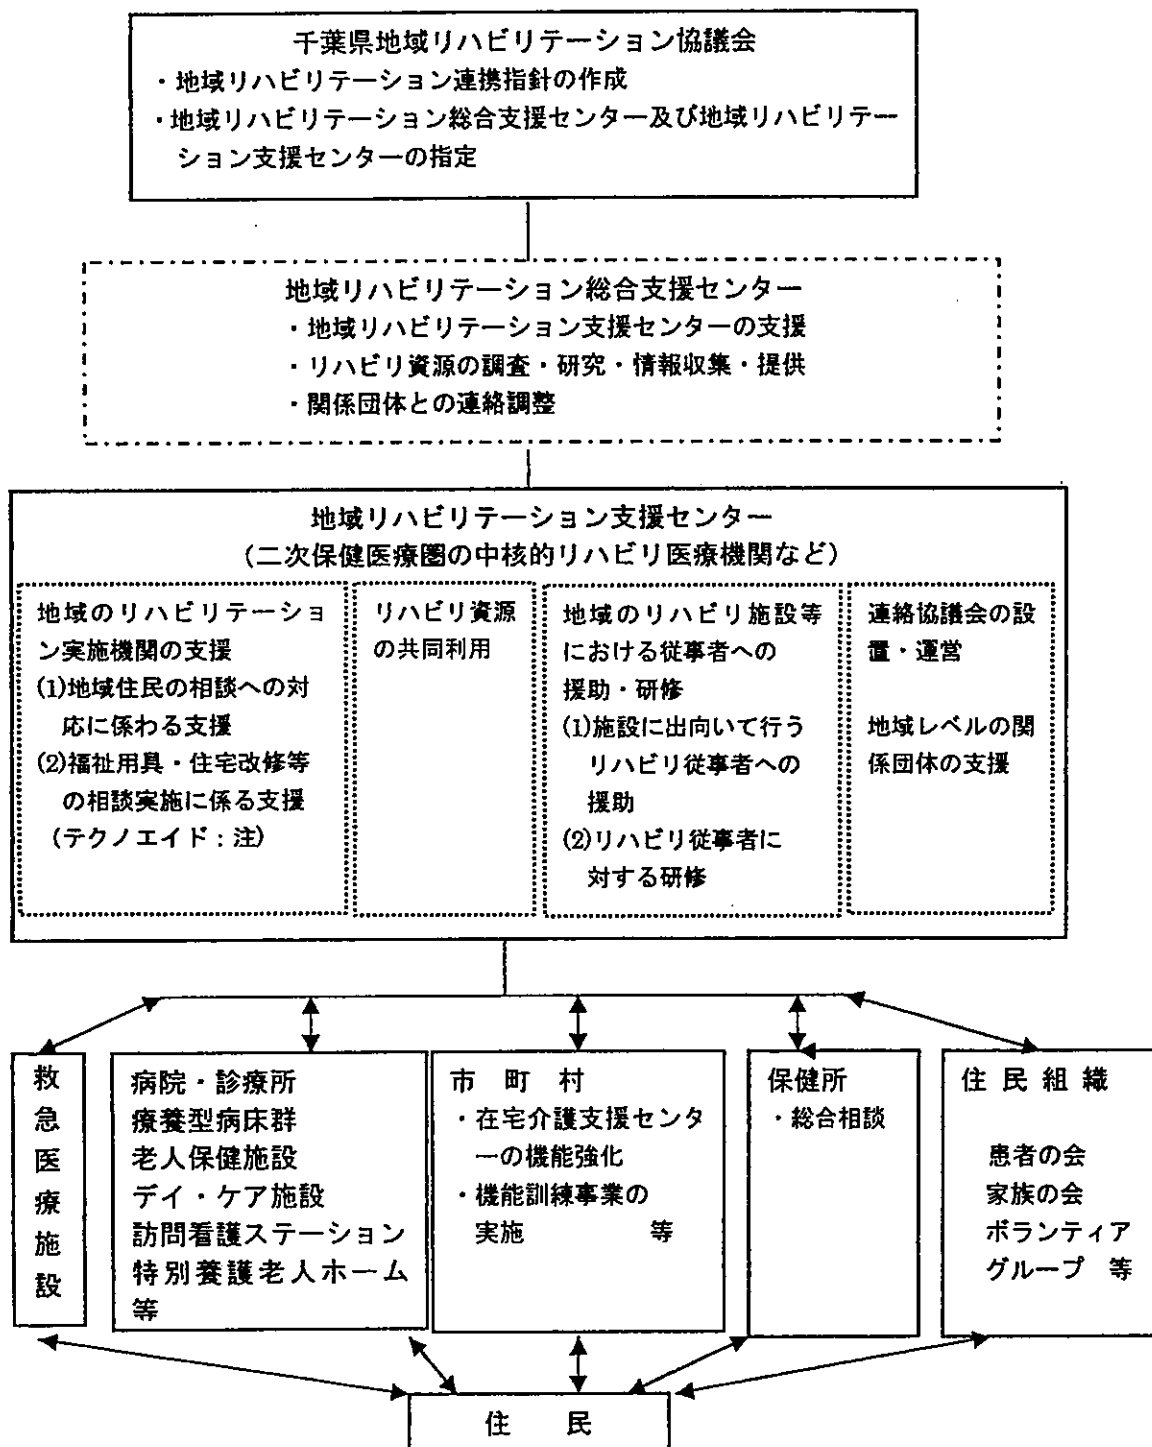 千葉県地域リハビリテーション協議会
・地域リハビリテーション連携指針の作成
・地域リハビリテーション総合支援センター及び地域リハビリテー
ション支援センターの指定
地域リハビリテーション総合支援センター
・地域リハビリテーション支援センターの支援
・リハビリ資源の調査・研究・情報収集・提供
・関係団体との連絡調整
地域リハビリテーション支援センター
(二次保健医療圏の中核的リハビリ医療機関など)
地域のリハビリテーショ
ン実施機関の支援
(1)地域住民の相談への対
応に係わる支援
(2)福祉用具・住宅改修等
の相談実施に係る支援
(テクノエイド:注)
リハビリ資源
の共同利用
地域のリハビリ施設等
における従事者への
援助・研修
(1)施設に出向いて行う
リハビリ従事者への
援助
(2)リハビリ従事者に
対する研修
連絡協議会の設
置・運営
地域レベルの関
係団体の支援
救急医療施設
病院・診療所
療養型病床群
老人保健施設
デイ・ケア施設
訪問看護ステーション
特別養護老人ホーム
等
市 町 村
・在宅介護支援センタ
ーの機能強化
・機能訓練事業の
実施 等
保健所
・総合相談
住民組織
患者の会
家族の会
ボランティア
グループ 等
住 民